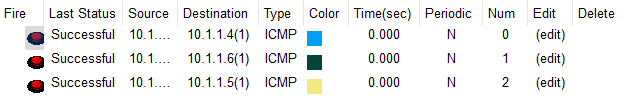 Fire Last Status Source Destination Type Color Time(sec) Periodic Num Edit Delete
Successful 10.1.... 10.1.1.4(1) ICMP 0.000 N 0 (edit)
Successful 10.1.... 10.1.1.6(1) ICMP 0.000 N 1 (edit)
Successful 10.1.... 10.1.1.5(1) ICMP 0.000 N 2 (edit)